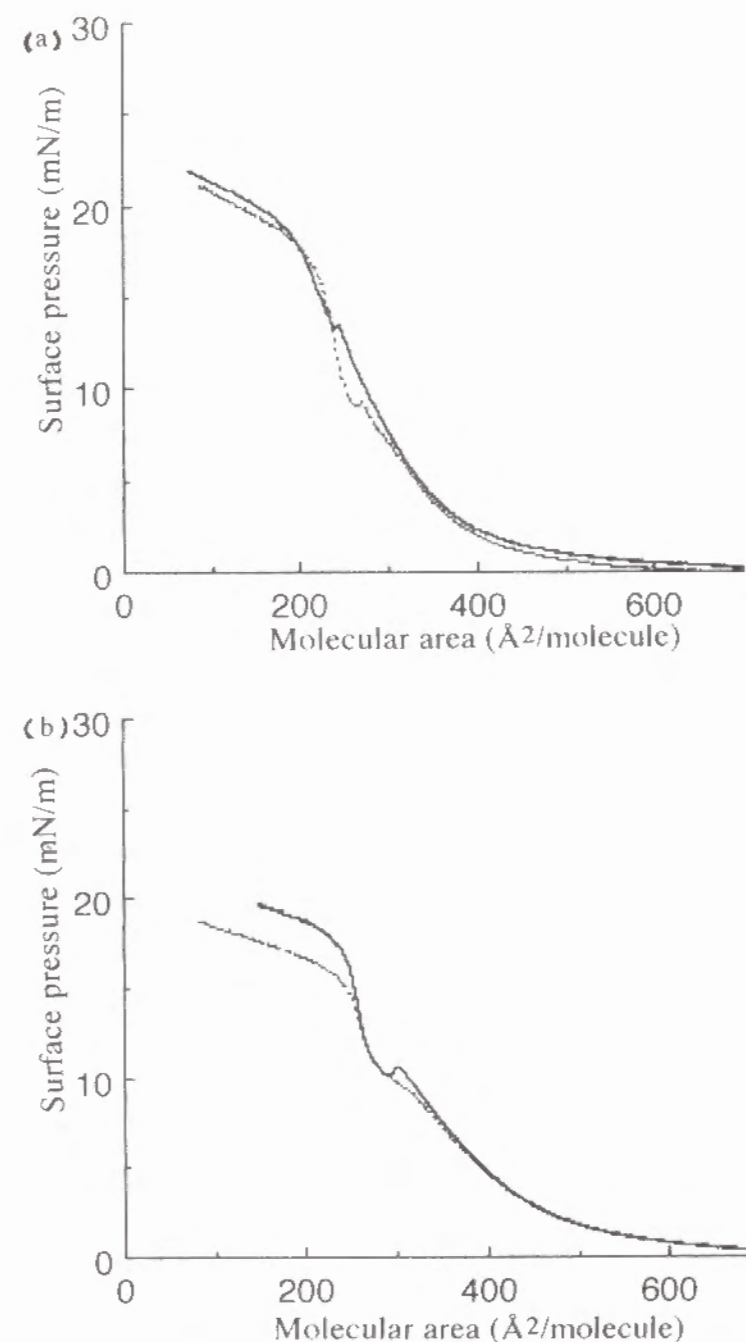 (a) 30
20
10
0
Surface pressure (mN/m)
0 200 400 600
Molecular area (Å²/molecule)
(b) 30
20
10
0
Surface pressure (mN/m)
0 200 400 600
Molecular area (Å²/molecule)